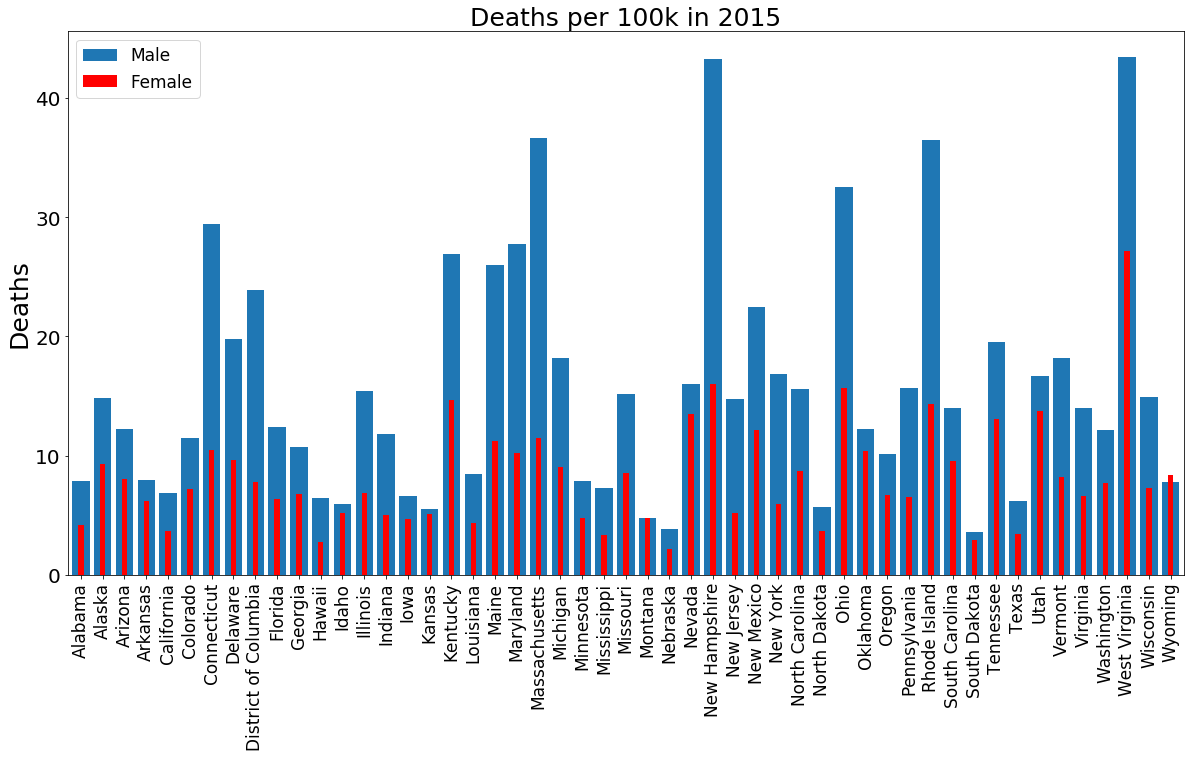 Deaths per 100k in 2015
Male
Female
Deaths
40
30
20
10
0
Alabama
Alaska
Arizona
Arkansas
California
Colorado
Connecticut
Delaware
District of Columbia
Florida
Georgia
Hawaii
Idaho
Illinois
Indiana
Iowa
Kansas
Kentucky
Louisiana
Maine
Maryland
Massachusetts
Michigan
Minnesota
Mississippi
Missouri
Montana
Nebraska
Nevada
New Hampshire
New Jersey
New Mexico
New York
North Carolina
North Dakota
Ohio
Oklahoma
Oregon
Pennsylvania
Rhode Island
South Carolina
South Dakota
Tennessee
Texas
Utah
Vermont
Virginia
Washington
West Virginia
Wisconsin
Wyoming